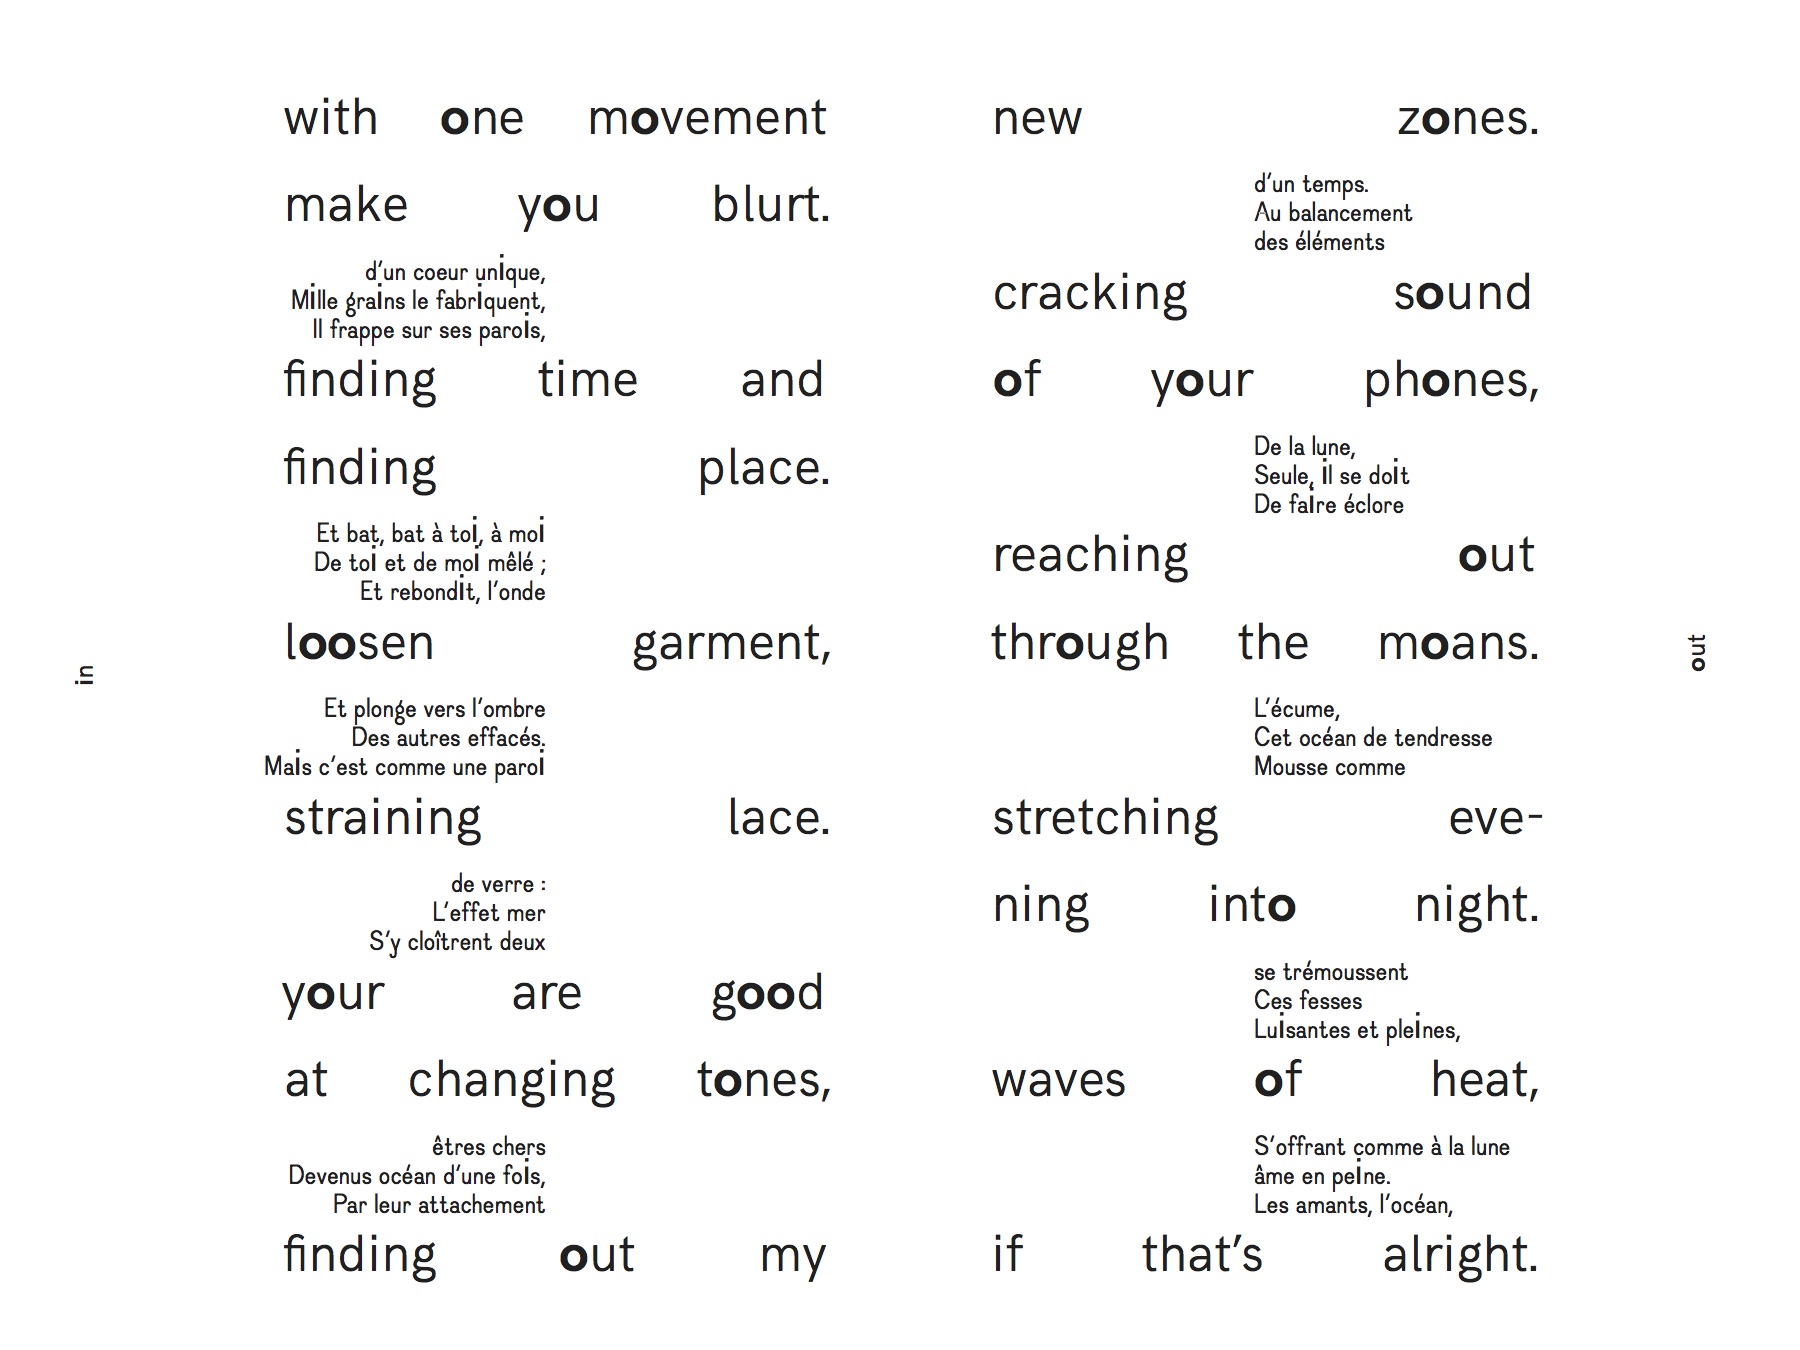 with one movement
make you blurt.
d'un coeur unique,
Mille grains le fabriquent,
Il frappe sur ses parois,
finding time and
finding place.
Et bat, bat à toi, à moi
De toi et de moi mêlé ;
Et rebondit, l'onde
loosen garment,
Et plonge vers l'ombre
Des autres effacés.
Mais c'est comme une paroi
straining lace.
de verre :
L'effet mer
S'y cloîtrent deux
your are good
at changing tones,
êtres chers
Devenus océan d'une fois,
Par leur attachement
finding out my
in
new zones.
d'un temps.
Au balancement
des éléments
cracking sound
of your phones,
De la lune,
Seule, il se doit
De faire éclore
reaching out
through the moans.
L'écume,
Cet océan de tendresse
Mousse comme
stretching eve-
ning into night.
se trémoussent
Ces fesses
Luisantes et pleines,
waves of heat,
S'offrant comme à la lune
âme en peine.
Les amants, l'océan,
if that's alright.
out